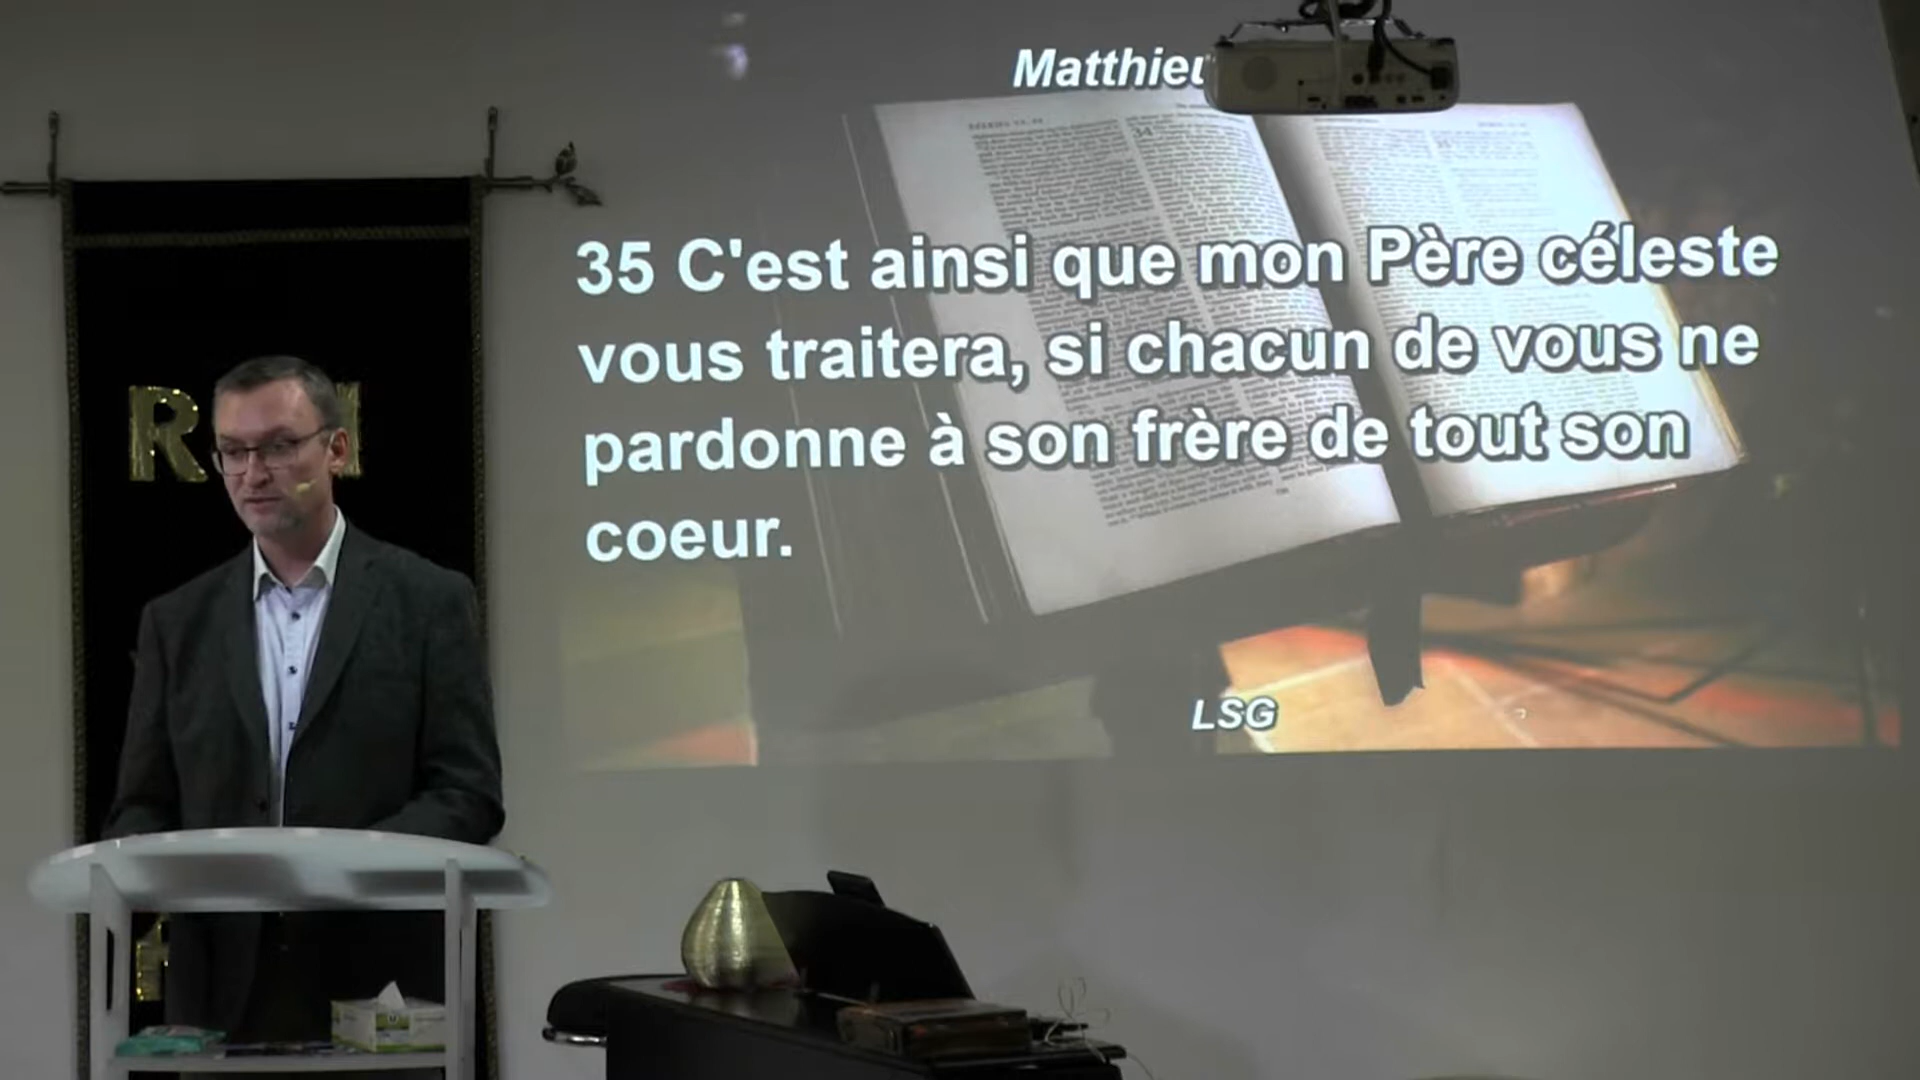 Matthieu
35 C'est ainsi que mon Père céleste
vous traitera, si chacun de vous ne
pardonne à son frère de tout son
coeur.
LSG
R
34